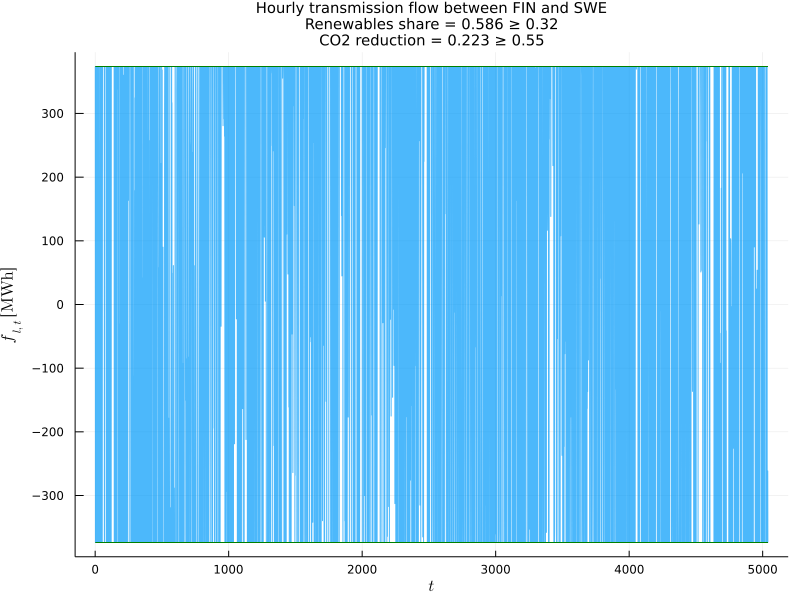 Hourly transmission flow between FIN and SWE
Renewables share = 0.586 ≥ 0.32
CO2 reduction = 0.223 ≥ 0.55
300
200
100
0
−100
−200
−300
f l,t [MWh]
0 1000 2000 3000 4000 5000
t